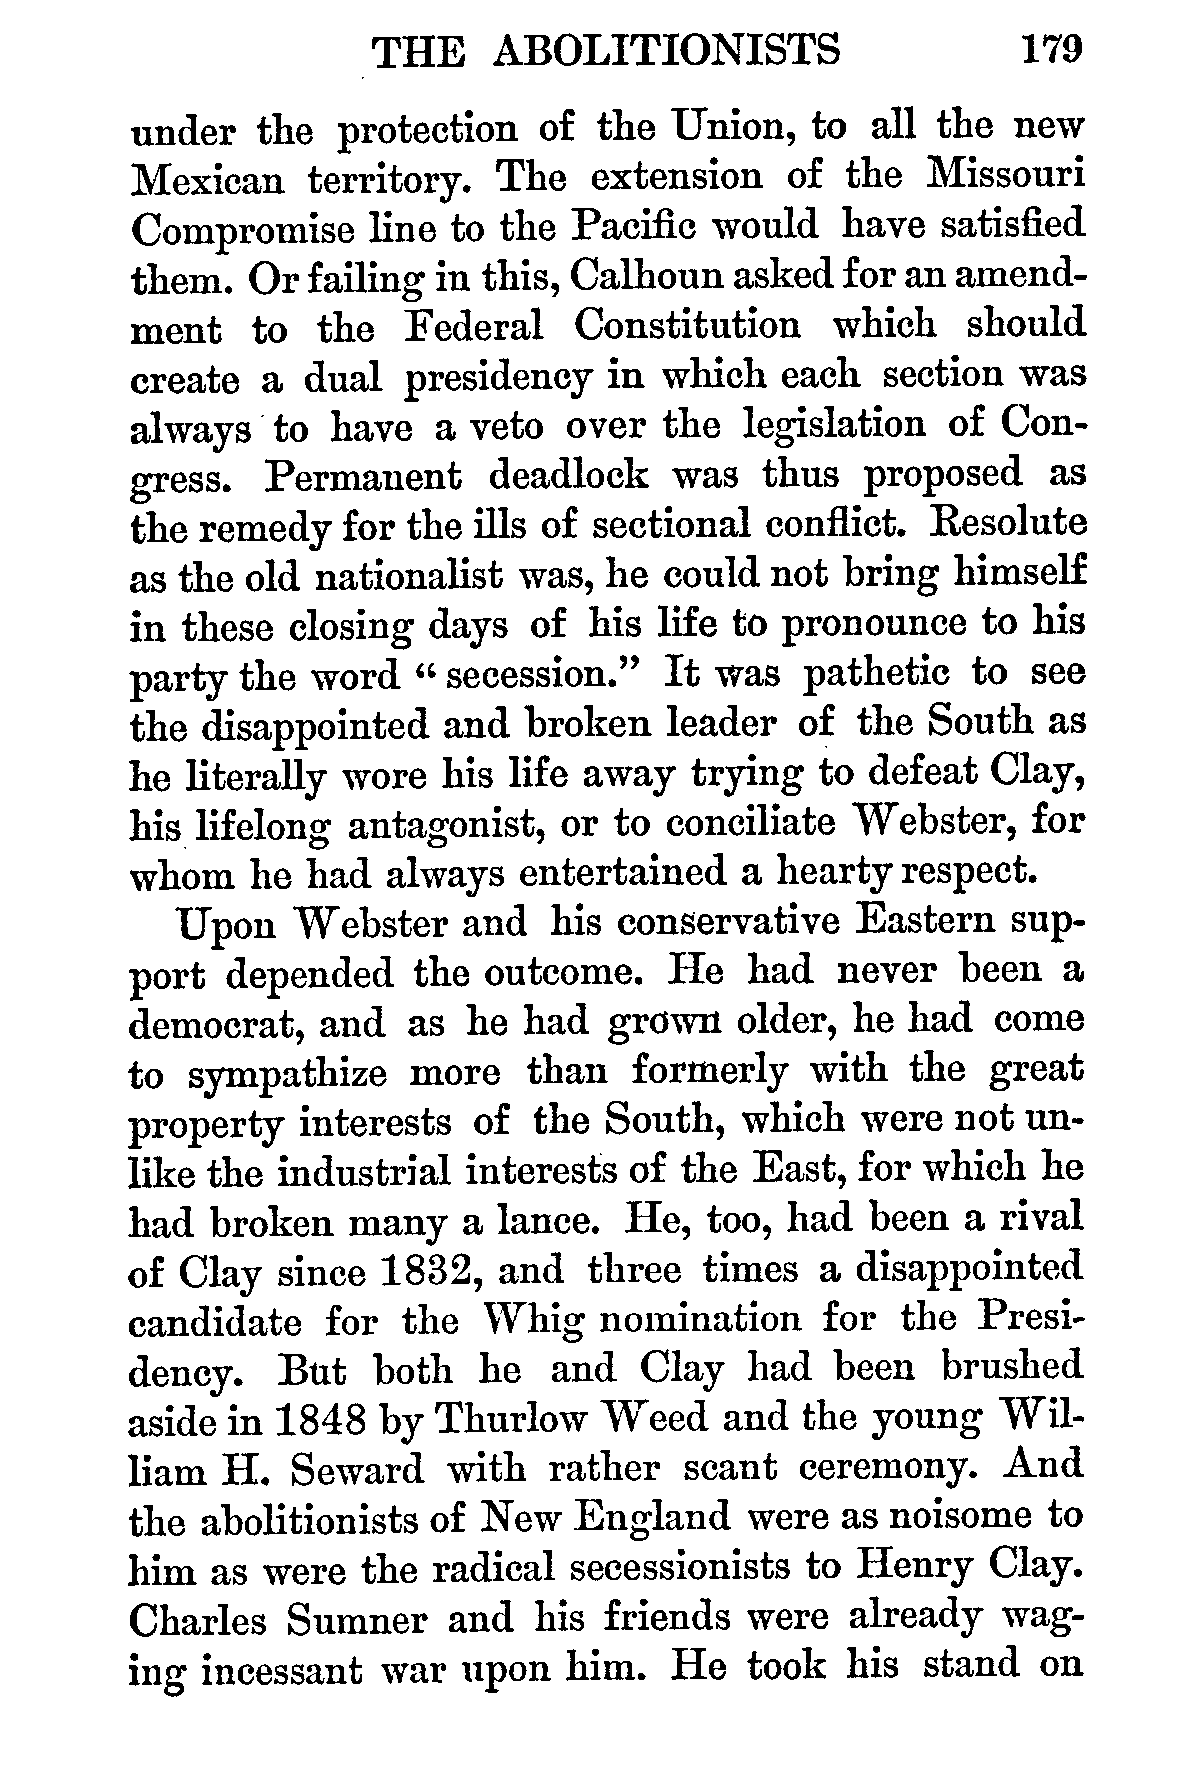 THE ABOLITIONISTS 179
under the protection of the Union, to all the new
Mexican territory. The extension of the Missouri
Compromise line to the Pacific would have satisfied
them. Or failing in this, Calhoun asked for an amend-
ment to the Federal Constitution which should
create a dual presidency in which each section was
always to have a veto over the legislation of Con-
gress. Permanent deadlock was thus proposed as
the remedy for the ills of sectional conflict. Resolute
as the old nationalist was, he could not bring himself
in these closing days of his life to pronounce to his
party the word “ secession.” It was pathetic to see
the disappointed and broken leader of the South as
he literally wore his life away trying to defeat Clay,
his lifelong antagonist, or to conciliate Webster, for
whom he had always entertained a hearty respect.
Upon Webster and his conservative Eastern sup-
port depended the outcome. He had never been a
democrat, and as he had grown older, he had come
to sympathize more than formerly with the great
property interests of the South, which were not un-
like the industrial interests of the East, for which he
had broken many a lance. He, too, had been a rival
of Clay since 1832, and three times a disappointed
candidate for the Whig nomination for the Presi-
dency. But both he and Clay had been brushed
aside in 1848 by Thurlow Weed and the young Wil-
liam H. Seward with rather scant ceremony. And
the abolitionists of New England were as noisome to
him as were the radical secessionists to Henry Clay.
Charles Sumner and his friends were already wag-
ing incessant war upon him. He took his stand on